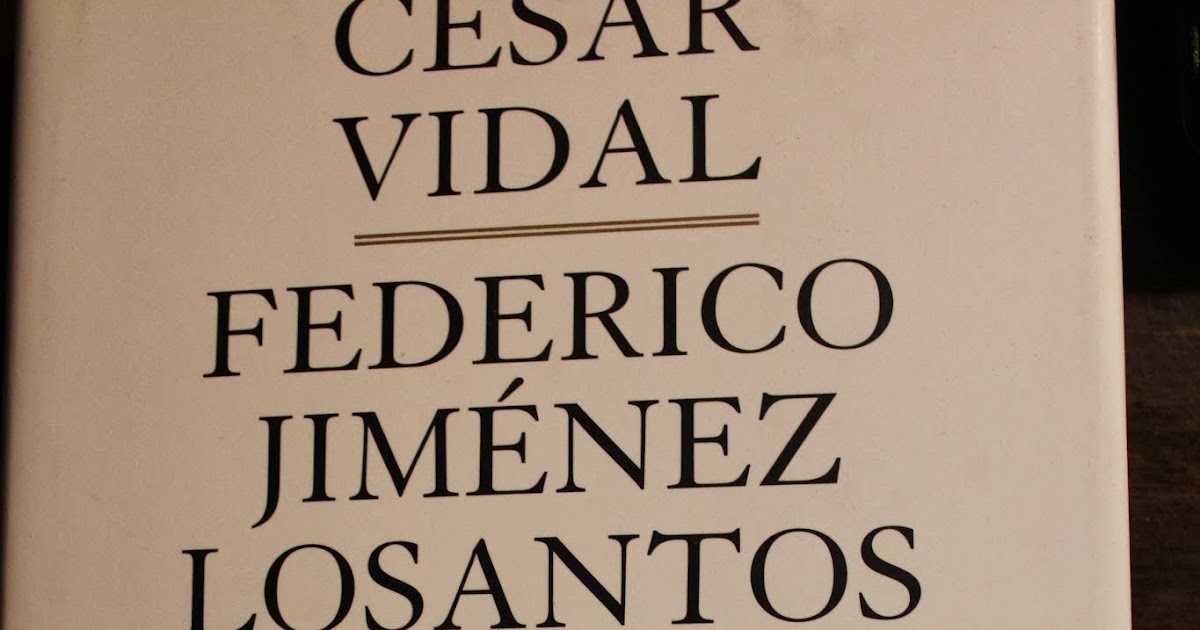 CÉSAR
VIDAL
FEDERICO
JIMÉNEZ
LOSANTOS